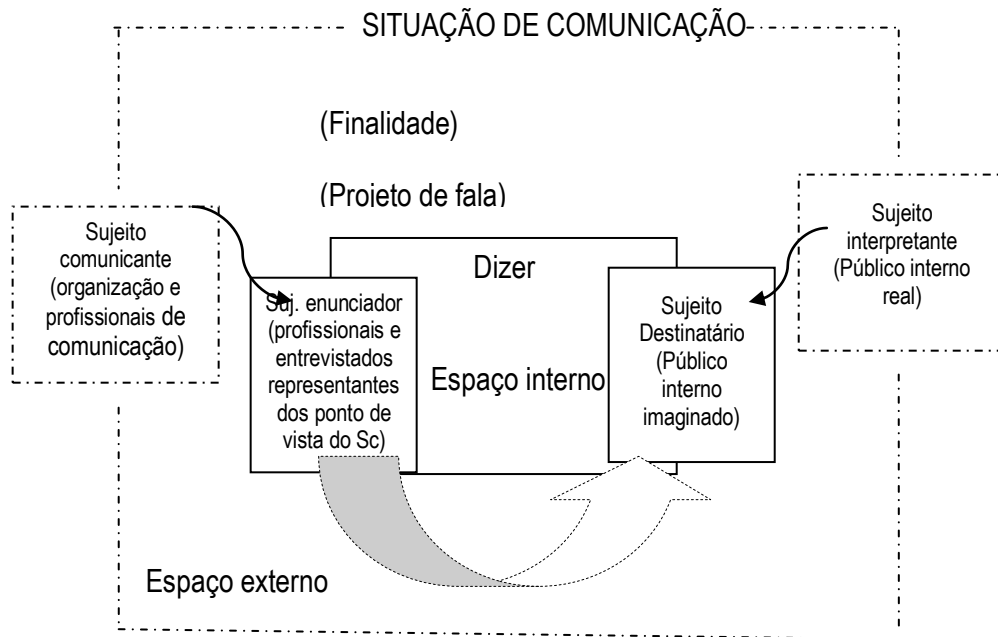 SITUAÇÃO DE COMUNICAÇÃO
(Finalidade)
(Projeto de fala)
Sujeito
comunicante
(organização e
profissionais de
comunicação)
Dizer
Suj. enunciador
(profissionais e
entrevistados
representantes
dos ponto de
vista do Sc)
Espaço interno
Sujeito
Destinatário
(Público
interno
imaginado)
Sujeito
interpretante
(Público interno
real)
Espaço externo